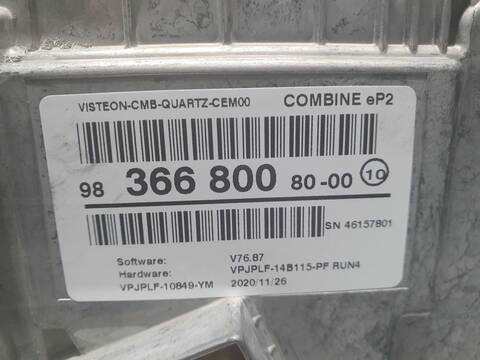 VISTEON-CMB-QUARTZ-CEM00 COMBINE eP2
98 366 800 80-00 10
SN 46157801
Software: V76.87
Hardware: VPJPLF-14B115-PF RUN4
VPJPLF-10849-YM 2020/11/26